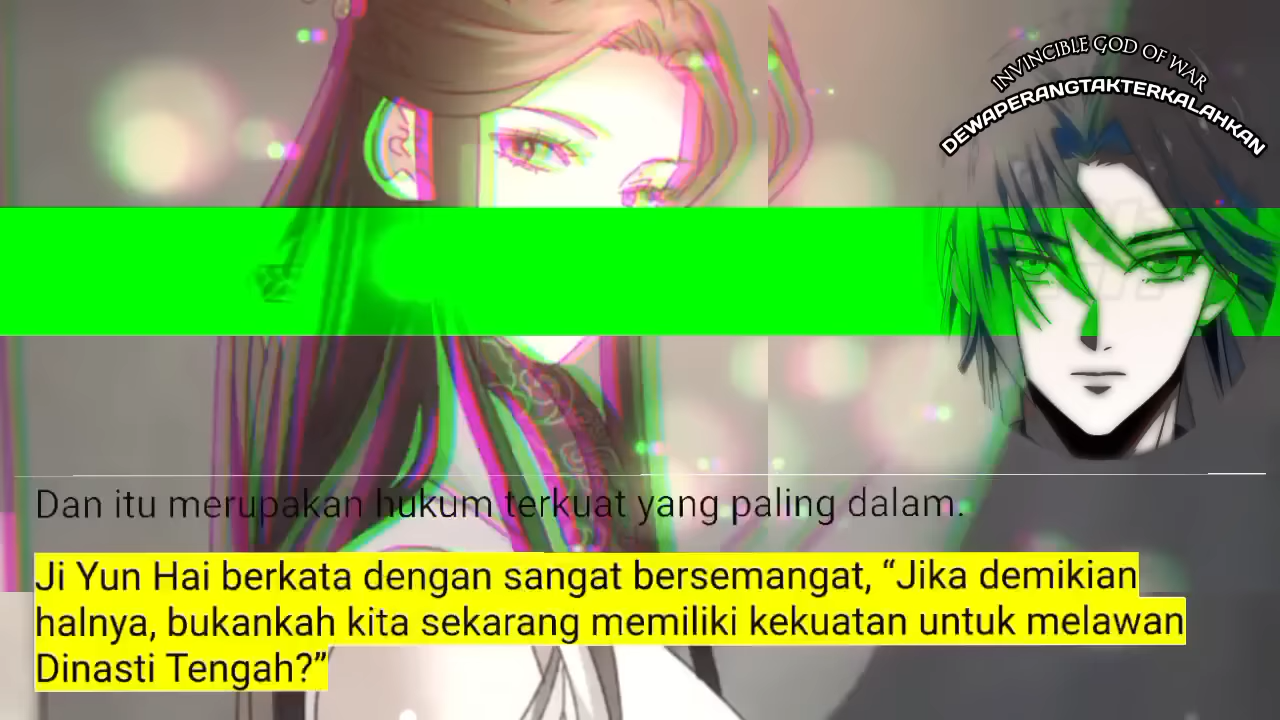 INVINCIBLE GOD OF WAR
DEWAPERANGTAKTERKALAHKAN
Dan itu merupakan hukum terkuat yang paling dalam.
Ji Yun Hai berkata dengan sangat bersemangat, “Jika demikian
halnya, bukankah kita sekarang memiliki kekuatan untuk melawan
Dinasti Tengah?”